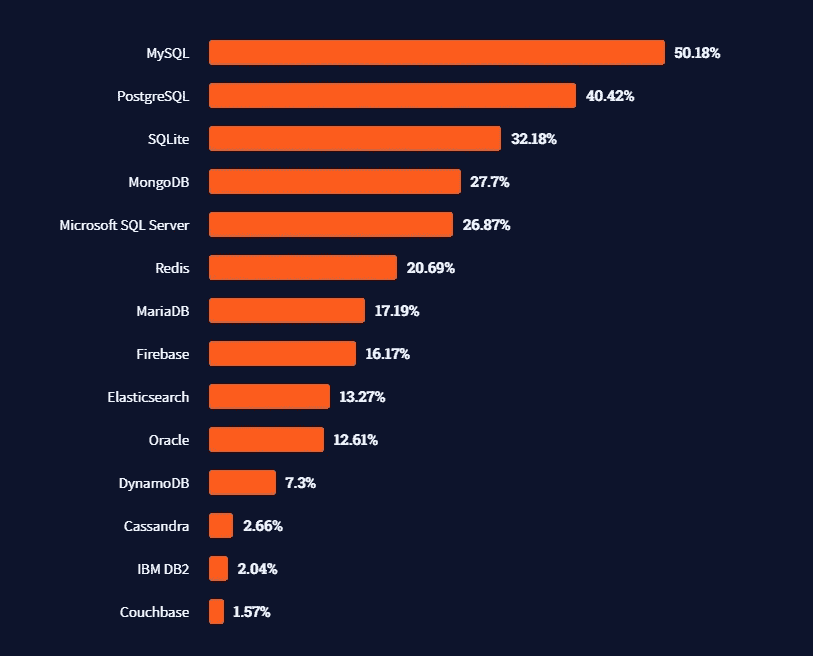 MySQL 50.18%
PostgreSQL 40.42%
SQLite 32.18%
MongoDB 27.7%
Microsoft SQL Server 26.87%
Redis 20.69%
MariaDB 17.19%
Firebase 16.17%
Elasticsearch 13.27%
Oracle 12.61%
DynamoDB 7.3%
Cassandra 2.66%
IBM DB2 2.04%
Couchbase 1.57%